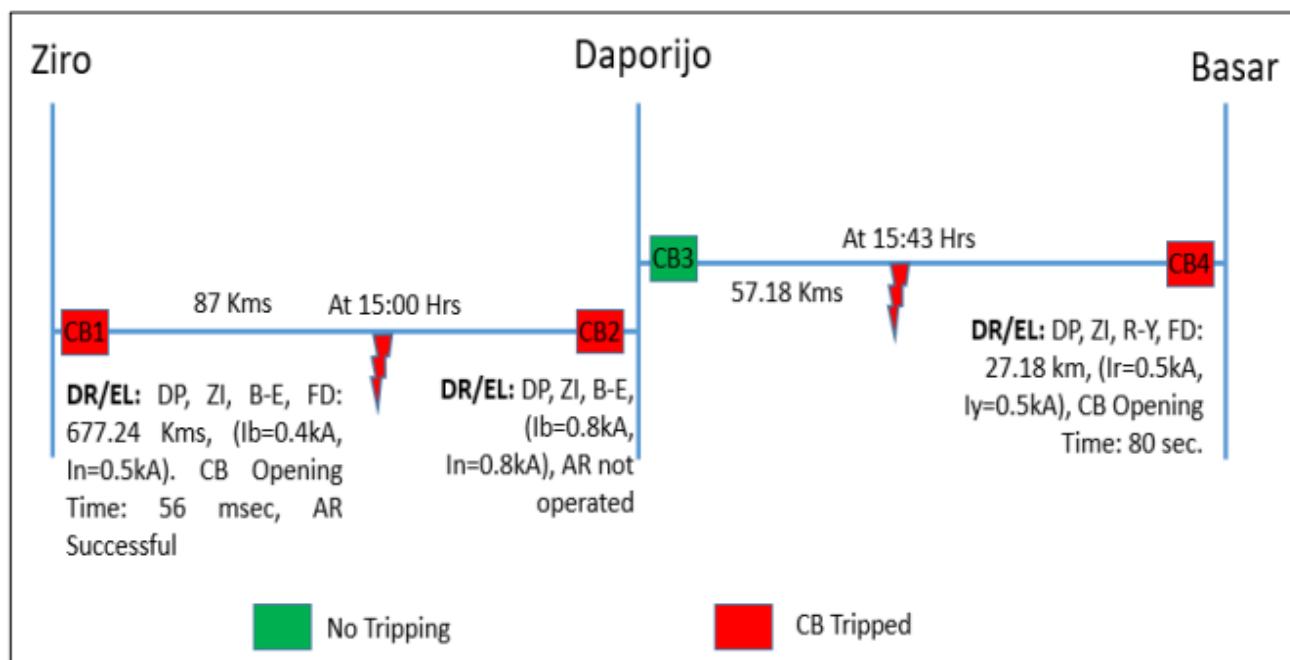 Ziro
Daporijo
Basar
CB1
87 Kms
At 15:00 Hrs
CB2
CB3
57.18 Kms
At 15:43 Hrs
CB4
DR/EL: DP, ZI, B-E, FD:
677.24 Kms, (Ib=0.4kA,
In=0.5kA). CB Opening
Time: 56 msec, AR
Successful
DR/EL: DP, ZI, B-E,
(Ib=0.8kA,
In=0.8kA), AR not
operated
DR/EL: DP, ZI, R-Y, FD:
27.18 km, (Ir=0.5kA,
Iy=0.5kA), CB Opening
Time: 80 sec.
No Tripping
CB Tripped